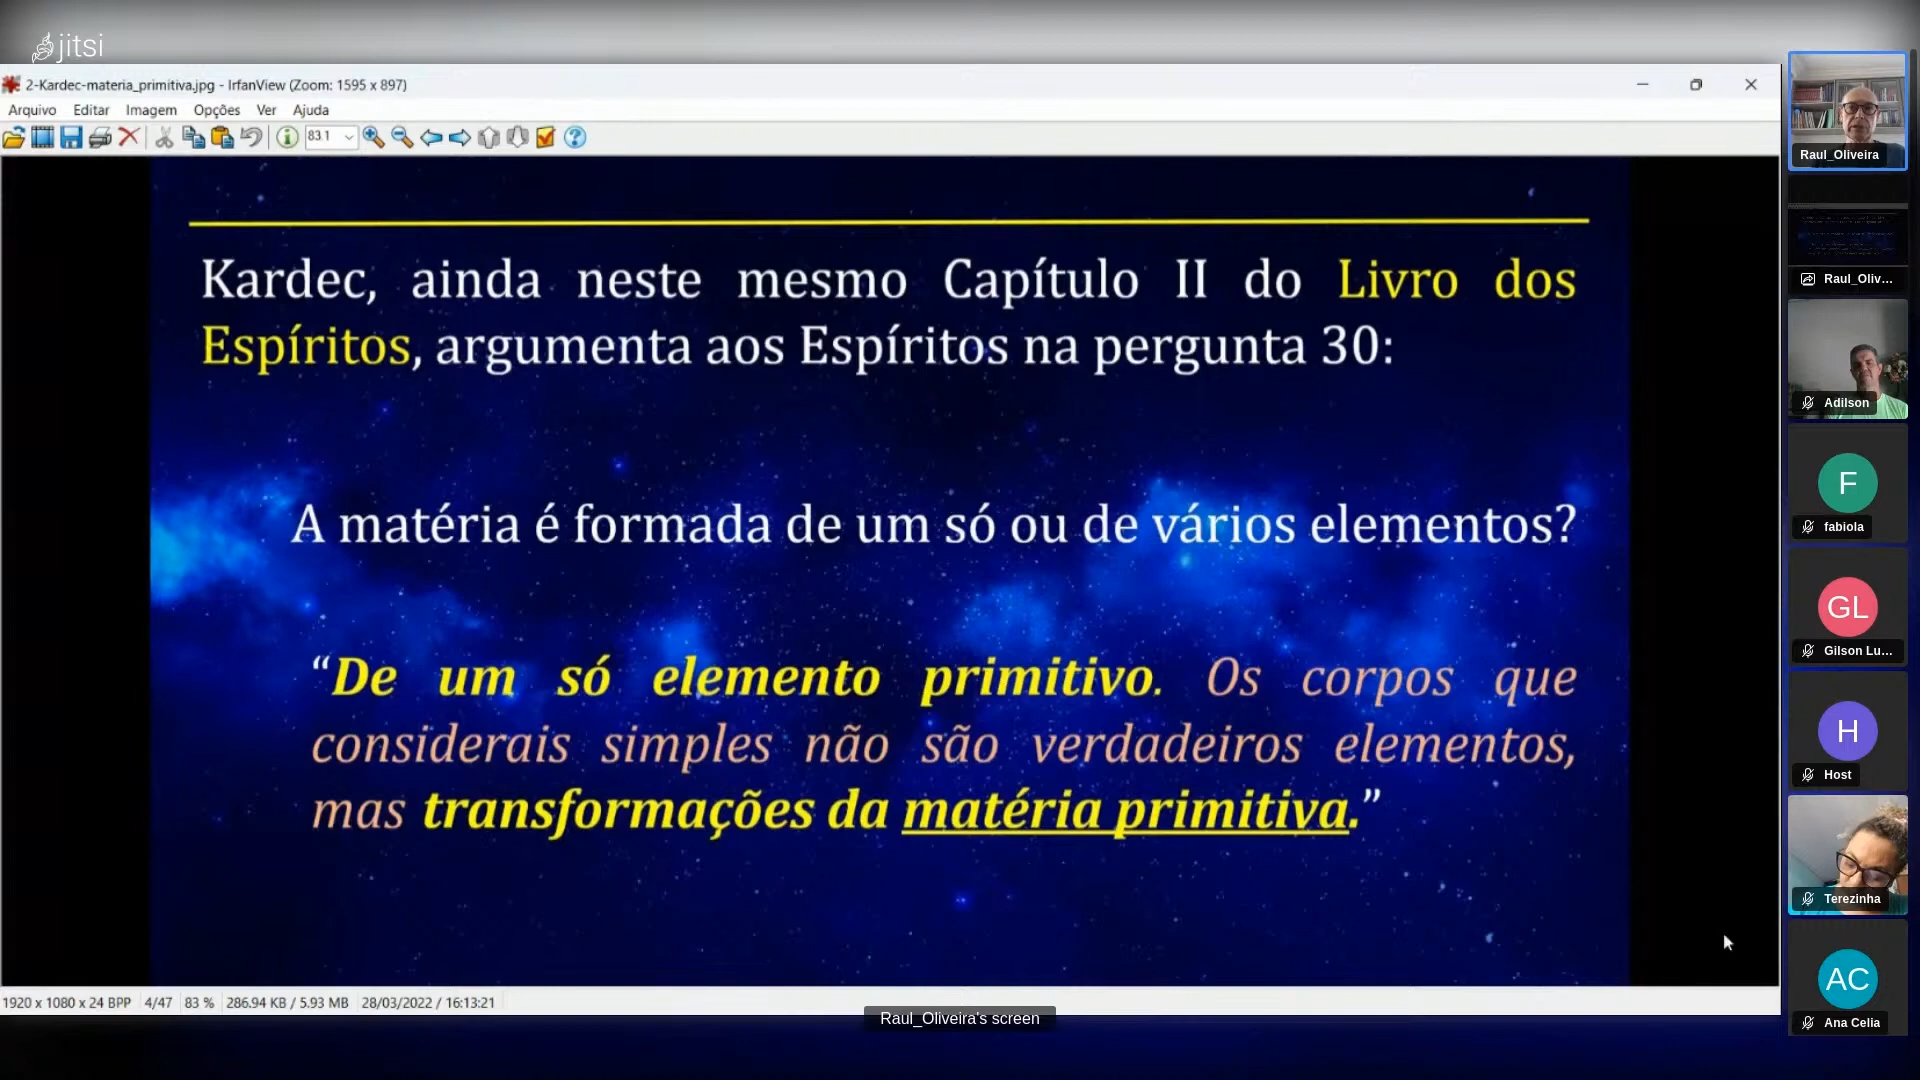 jitsi
2-Kardec-materia_primitiva.jpg - IrfanView (Zoom: 1595 x 897)
Arquivo Editar Imagem Opções Ver Ajuda
83.1
Kardec, ainda neste mesmo Capítulo II do Livro dos
Espíritos, argumenta aos Espíritos na pergunta 30:
A matéria é formada de um só ou de vários elementos?
“De um só elemento primitivo. Os corpos que
considerais simples não são verdadeiros elementos,
mas transformações da matéria primitiva.”
1920 x 1080 x 24 BPP 4/47 83 % 286.94 KB / 5.93 MB 28/03/2022 / 16:13:21
Raul_Oliveira's screen
Raul_Oliveira
Raul_Oliv...
Adilson
F
fabiola
GL
Gilson Lu...
H
Host
Terezinha
AC
Ana Celia